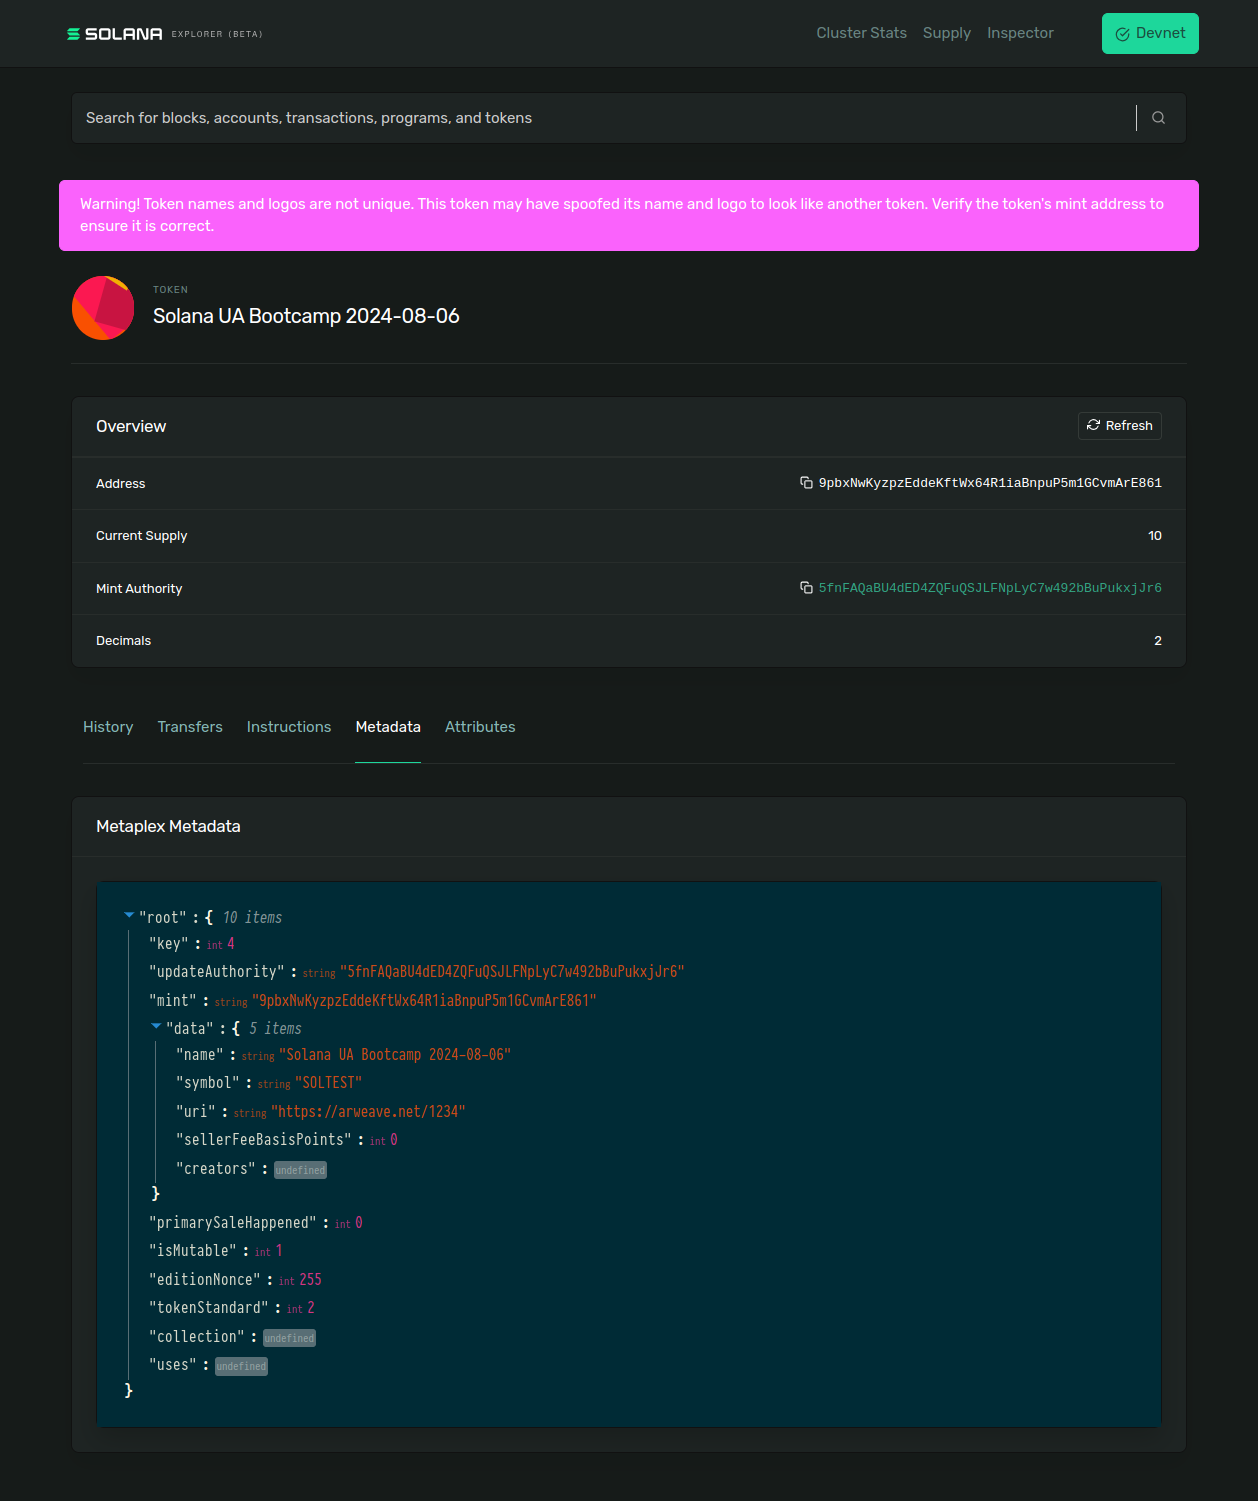 SOLANA EXPLORER (BETA)
Cluster Stats
Supply
Inspector
Devnet
Search for blocks, accounts, transactions, programs, and tokens
Warning! Token names and logos are not unique. This token may have spoofed its name and logo to look like another token. Verify the token's mint address to
ensure it is correct.
TOKEN
Solana UA Bootcamp 2024-08-06
Overview
Refresh
Address 9pbxNwKyzpzEddeKftWx64R1iaBnpuP5m1GCvmArE861
Current Supply 10
Mint Authority 5fnFAQaBU4dED4ZQFuQSJLFNpLyC7w492bBuPukxjJr6
Decimals 2
History Transfers Instructions Metadata Attributes
Metaplex Metadata
"root" : { 10 items
"key" : int 4
"updateAuthority" : string "5fnFAQaBU4dED4ZQFuQSJLFNpLyC7w492bBuPukxjJr6"
"mint" : string "9pbxNwKyzpzEddeKftWx64R1iaBnpuP5m1GCvmArE861"
"data" : { 5 items
"name" : string "Solana UA Bootcamp 2024-08-06"
"symbol" : string "SOLTEST"
"uri" : string "https://arweave.net/1234"
"sellerFeeBasisPoints" : int 0
"creators" : undefined
}
"primarySaleHappened" : int 0
"isMutable" : int 1
"editionNonce" : int 255
"tokenStandard" : int 2
"collection" : undefined
"uses" : undefined
}